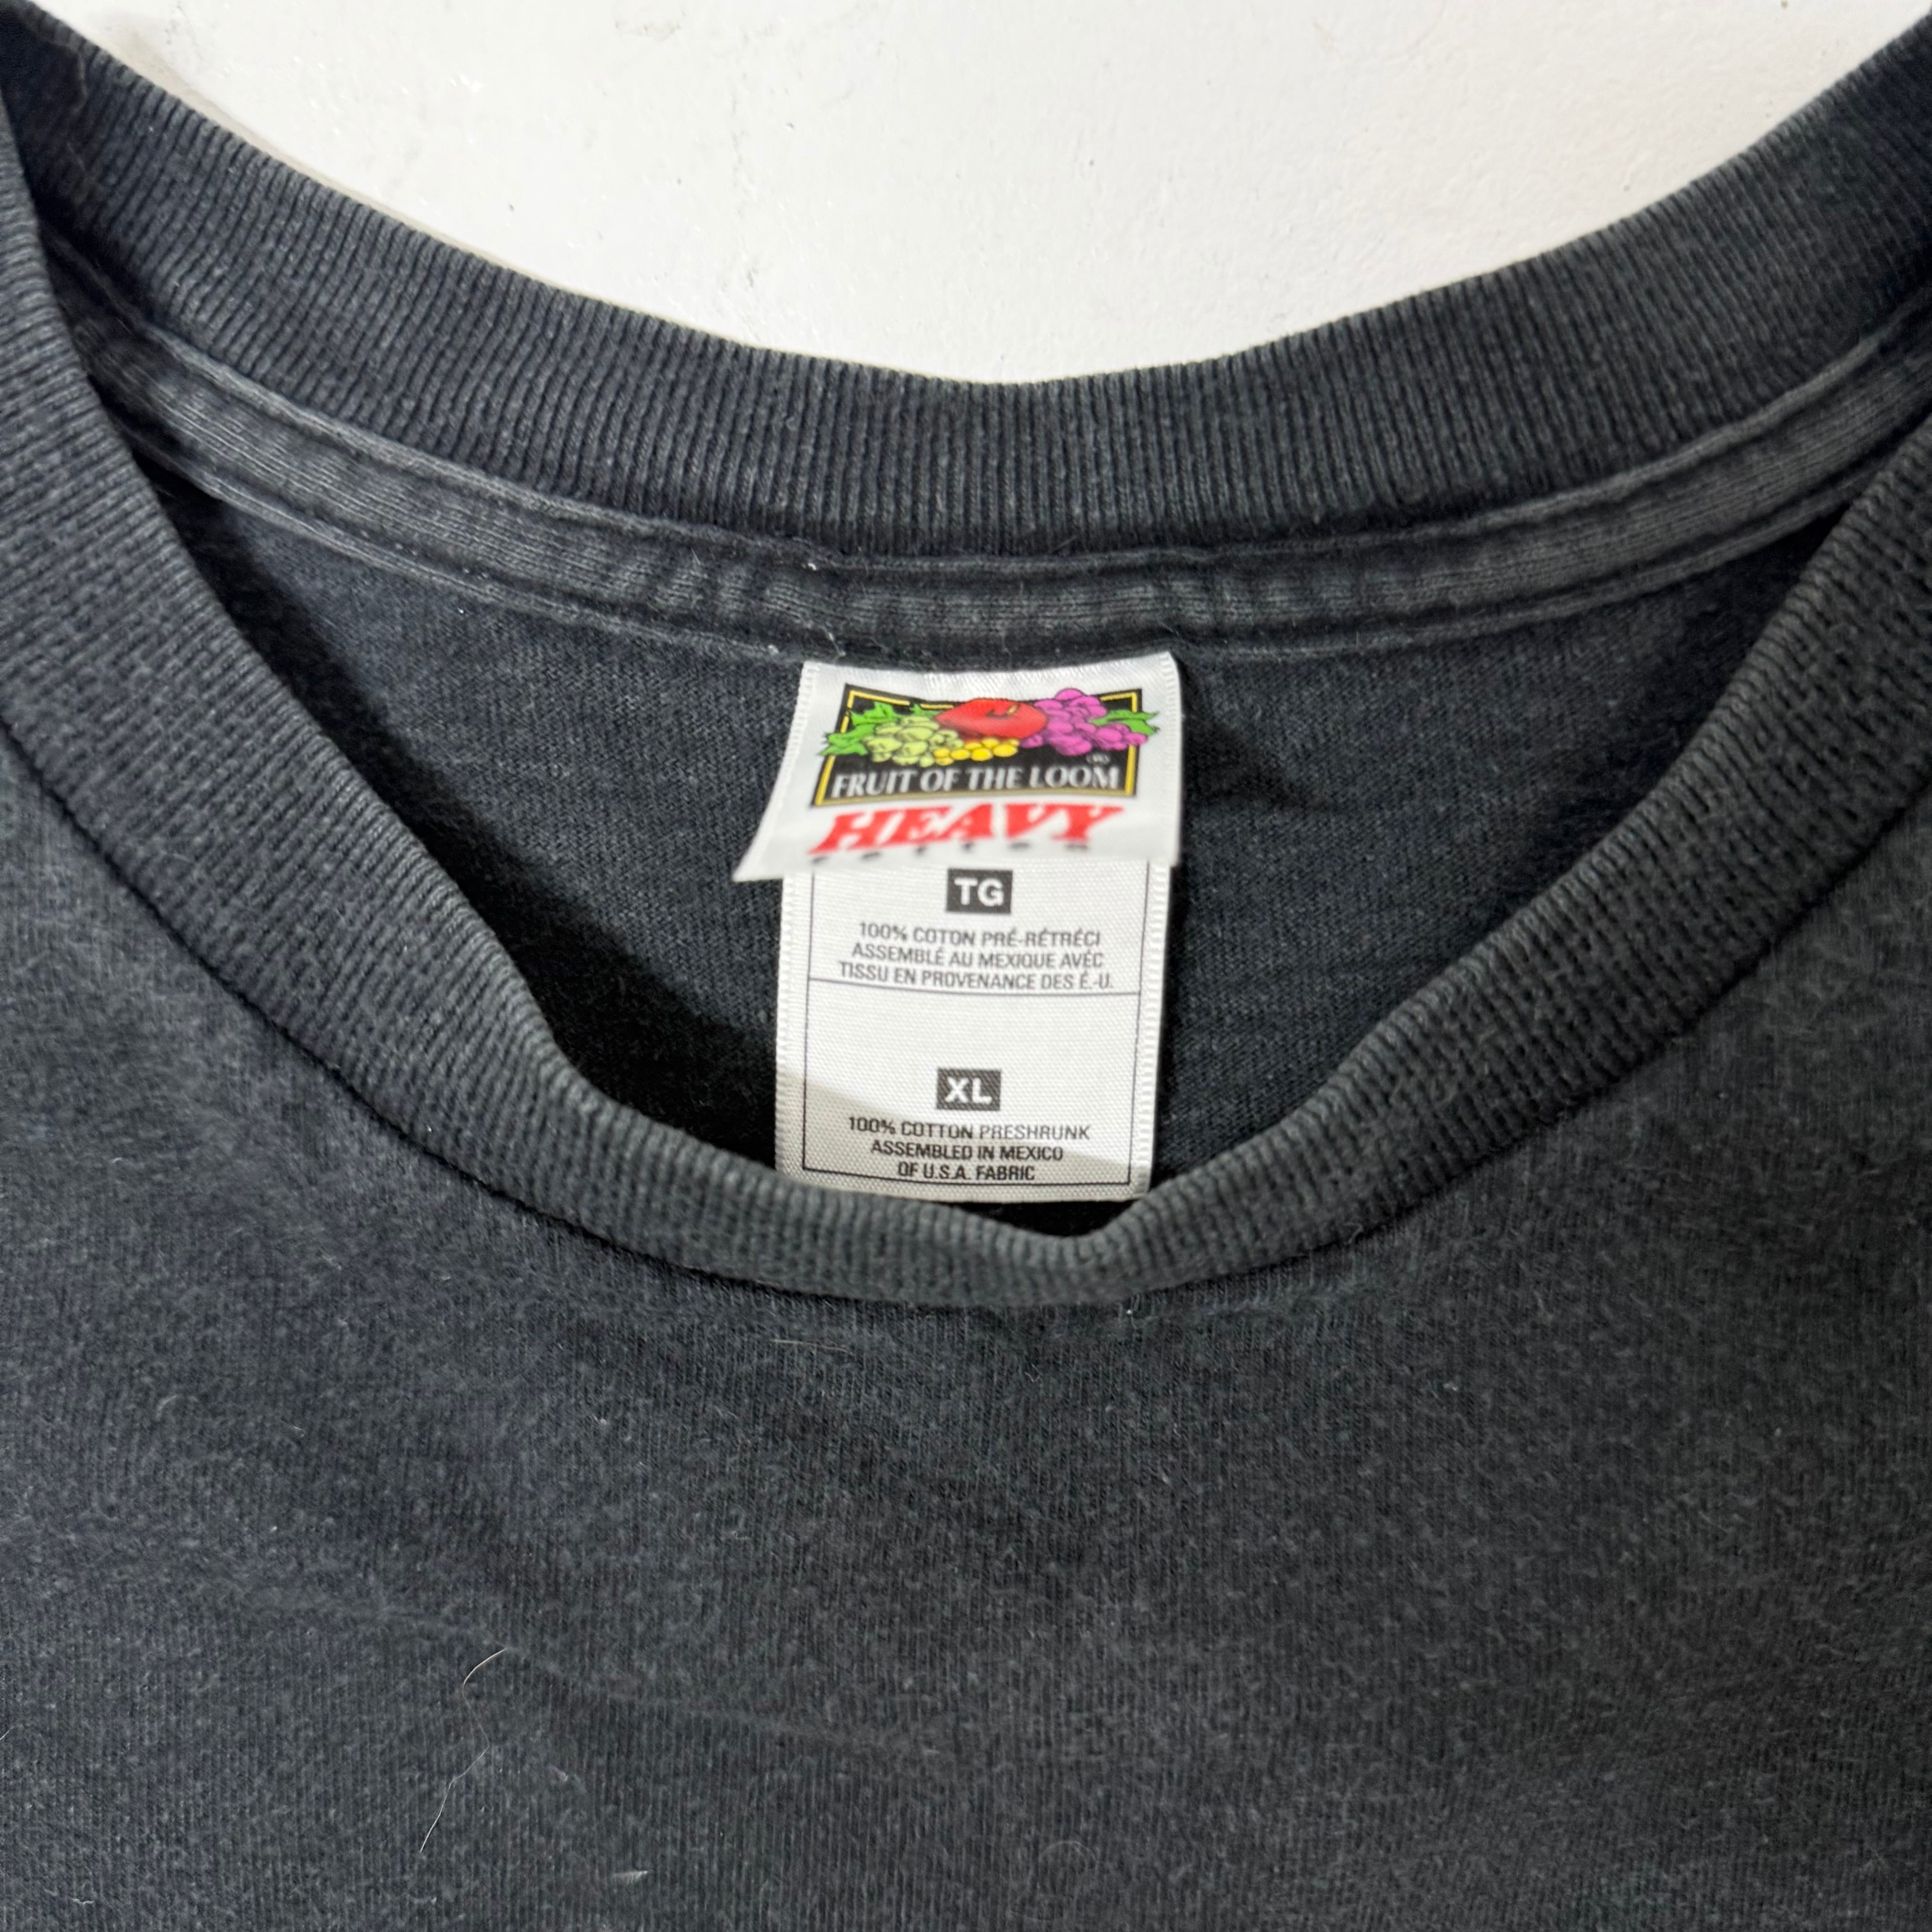 ®
FRUIT OF THE LOOM
HEAVY
TG
100% COTON PRÉ-RÉTRÉCI
ASSEMBLÉ AU MEXIQUE AVEC
TISSU EN PROVENANCE DES É.-U.
XL
100% COTTON PRESHRUNK
ASSEMBLED IN MEXICO
OF U.S.A. FABRIC